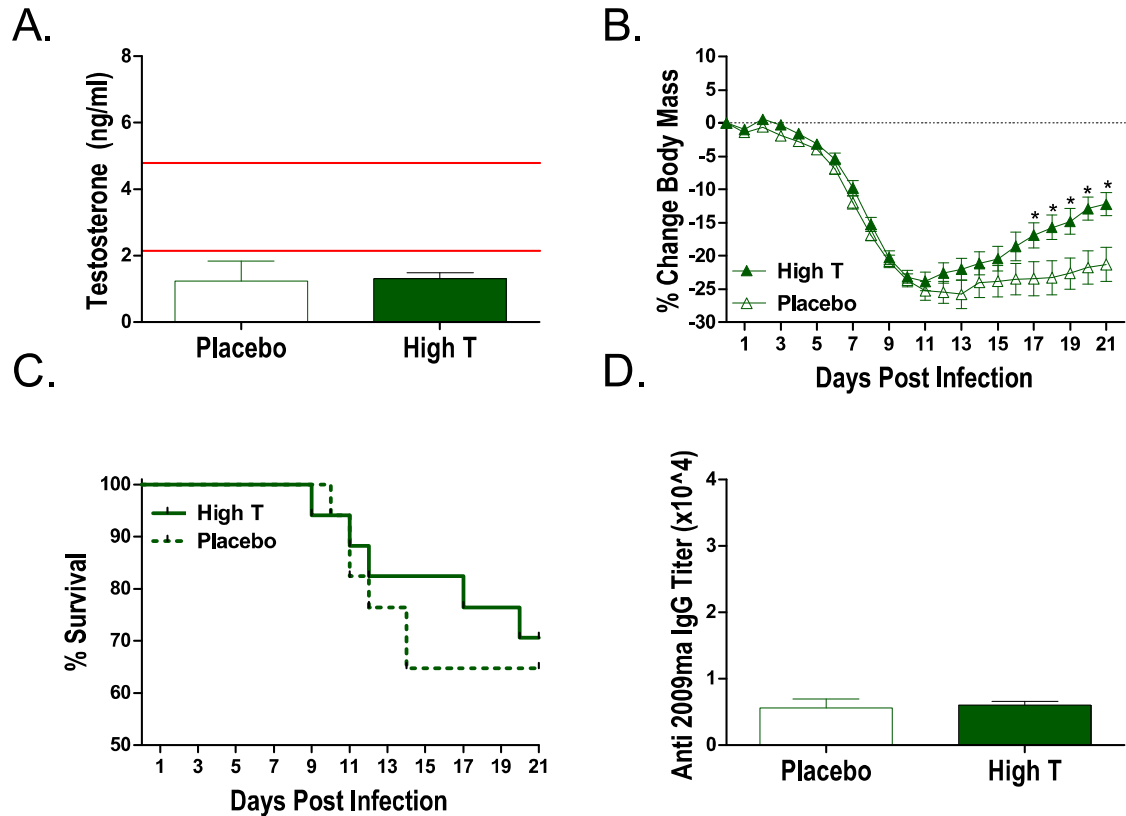 A.
Testosterone (ng/ml)
8
6
4
2
0
Placebo
High T
B.
% Change Body Mass
10
5
0
-5
-10
-15
-20
-25
-30
* * * * *
High T
Placebo
1 3 5 7 9 11 13 15 17 19 21
Days Post Infection
C.
% Survival
100
90
80
70
60
50
High T
Placebo
1 3 5 7 9 11 13 15 17 19 21
Days Post Infection
D.
Anti 2009ma IgG Titer (x10^4)
4
3
2
1
0
Placebo
High T